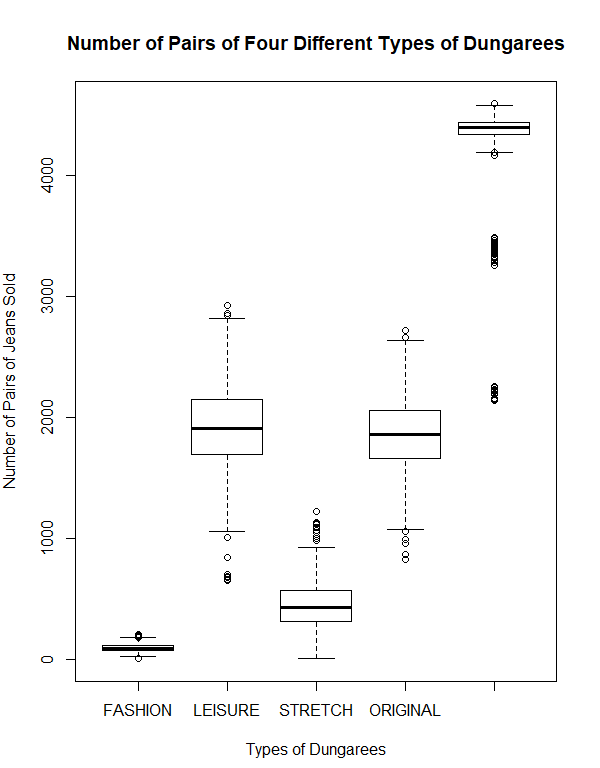 Number of Pairs of Four Different Types of Dungarees
Number of Pairs of Jeans Sold
4000
3000
2000
1000
0
FASHION LEISURE STRETCH ORIGINAL
Types of Dungarees